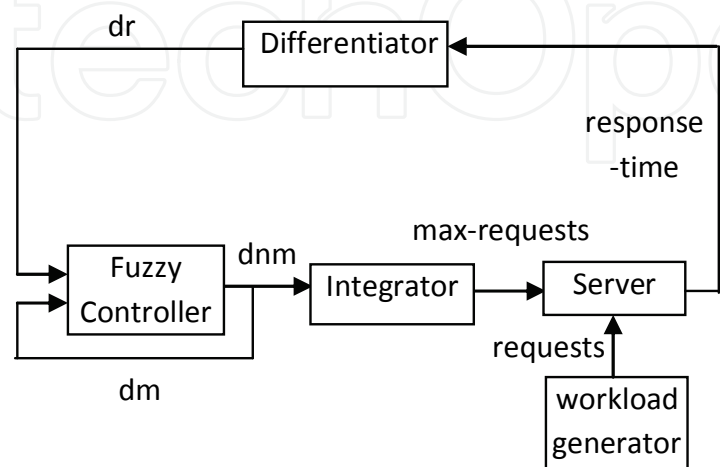 dr
Differentiator
response
-time
max-requests
dnm
Fuzzy
Controller
Integrator
Server
requests
dm
workload
generator